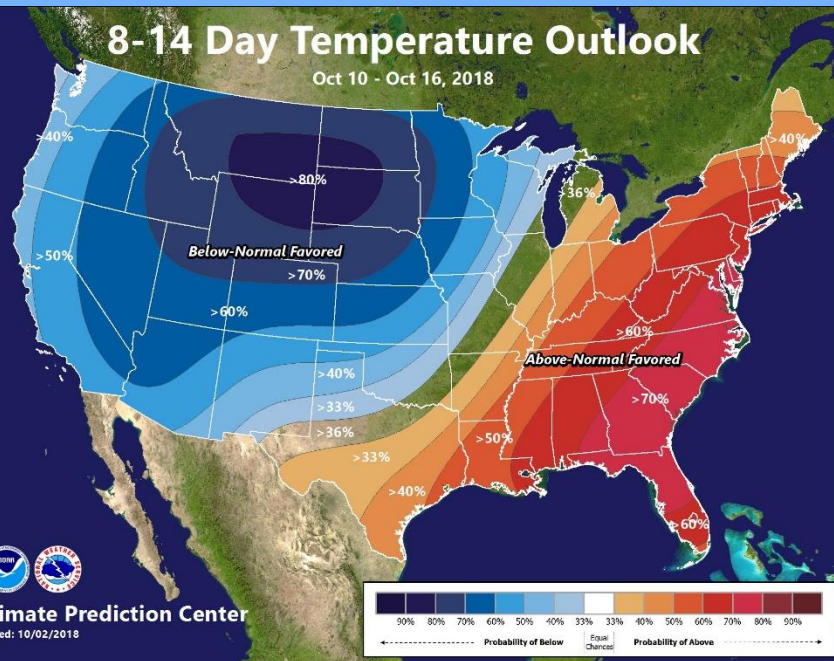 8-14 Day Temperature Outlook
Oct 10 - Oct 16, 2018
>40%
>40%
>80%
>36%
>50%
Below-Normal Favored
>70%
>60%
>60%
Above-Normal Favored
>40%
>70%
>33%
>36%
>50%
>33%
>40%
>60%
NATIONAL WEATHER SERVICE
imate Prediction Center
ed: 10/02/2018
90% 80% 70% 60% 50% 40% 33% 33% 40% 50% 60% 70% 80% 90%
Probability of Below
Equal
Chances
Probability of Above